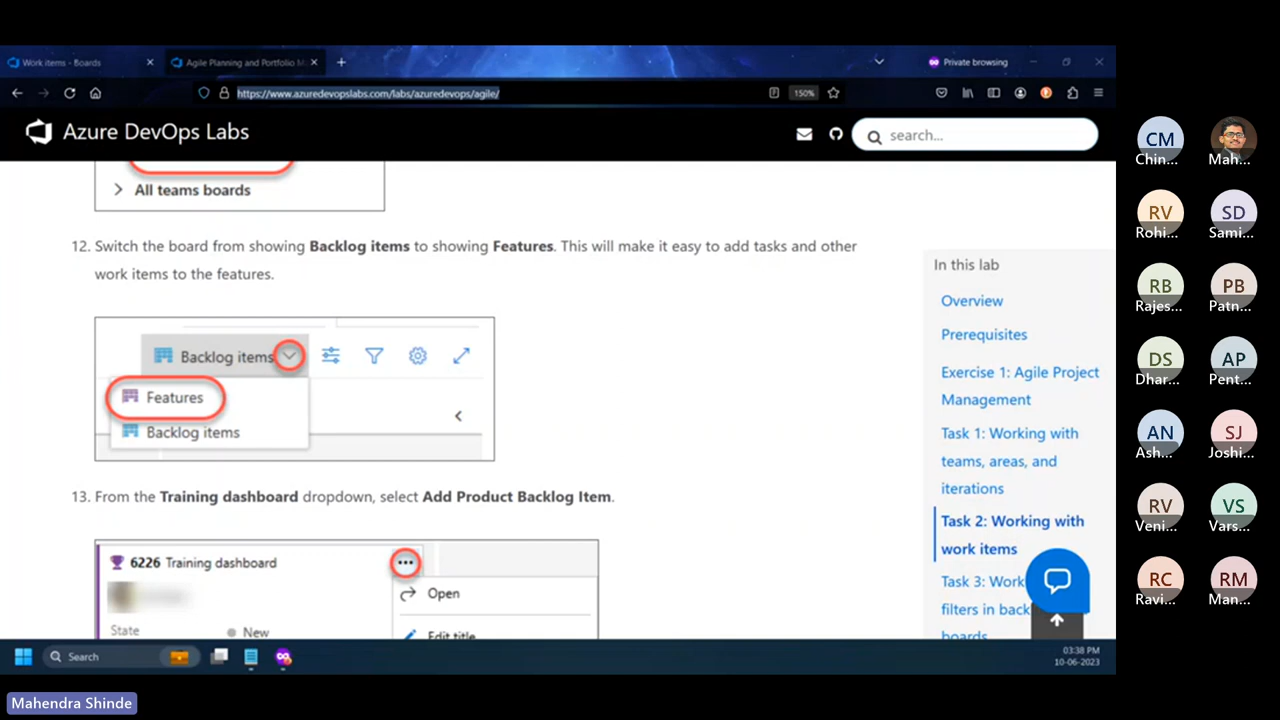 Work items - Boards
Agile Planning and Portfolio M
Private browsing
https://www.azuredevopslabs.com/labs/azuredevops/agile/
150%
Azure DevOps Labs
search...
All teams boards
12. Switch the board from showing Backlog items to showing Features. This will make it easy to add tasks and other
work items to the features.
Backlog items
Features
Backlog items
13. From the Training dashboard dropdown, select Add Product Backlog Item.
6226 Training dashboard
Open
State
New
Edit title
In this lab
Overview
Prerequisites
Exercise 1: Agile Project
Management
Task 1: Working with
teams, areas, and
iterations
Task 2: Working with
work items
Task 3: Work
filters in back
boards
Search
03:38 PM
10-06-2023
CM
Chin...
Mah...
RV
Rohi...
SD
Sami...
RB
Rajes...
PB
Patn...
DS
Dhar...
AP
Pent...
AN
Ash...
SJ
Joshi...
RV
Veni...
VS
Vars...
RC
Ravi...
RM
Man...
Mahendra Shinde